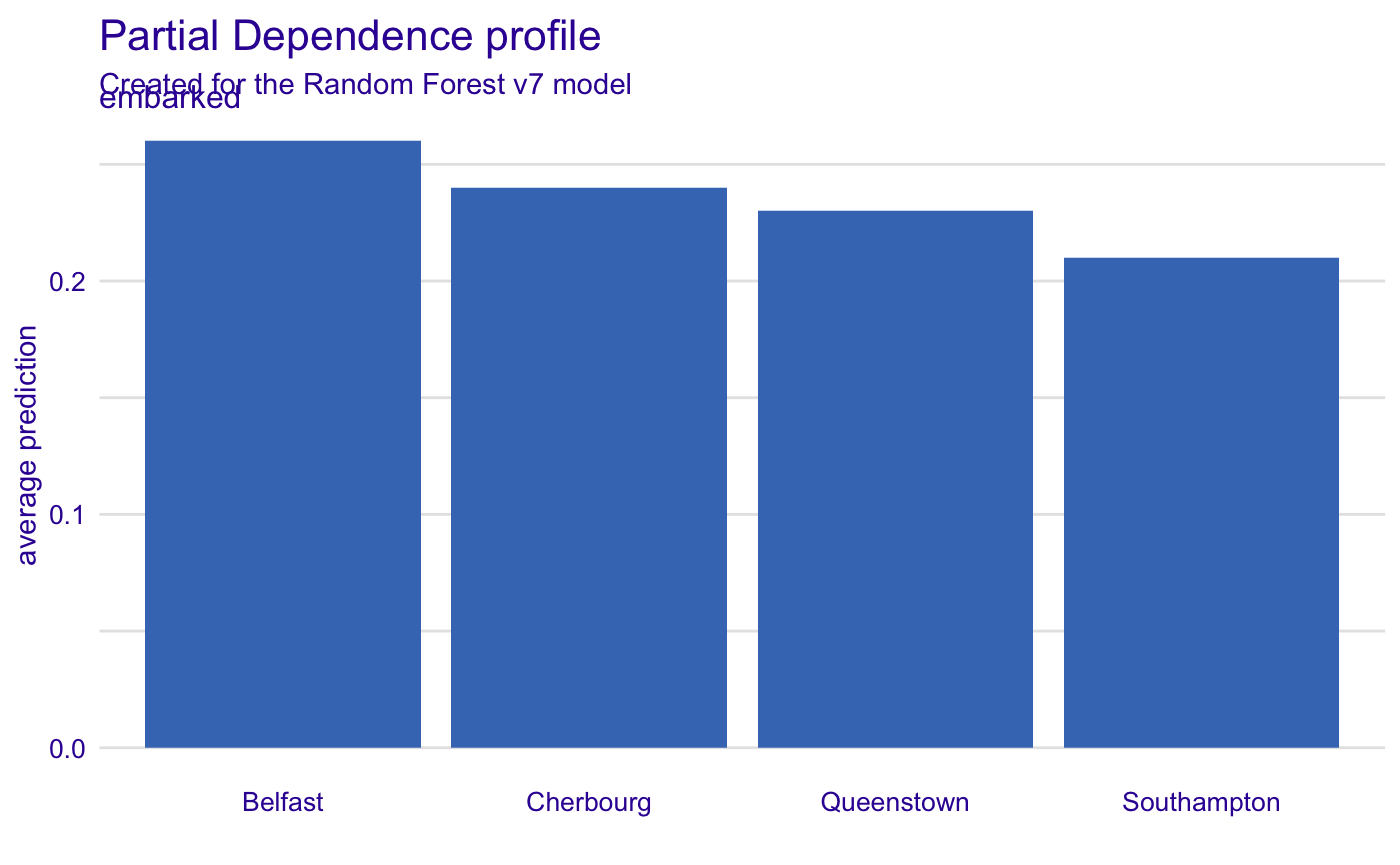 Partial Dependence profile
Created for the Random Forest v7 model
embarked
average prediction
0.2
0.1
0.0
Belfast Cherbourg Queenstown Southampton